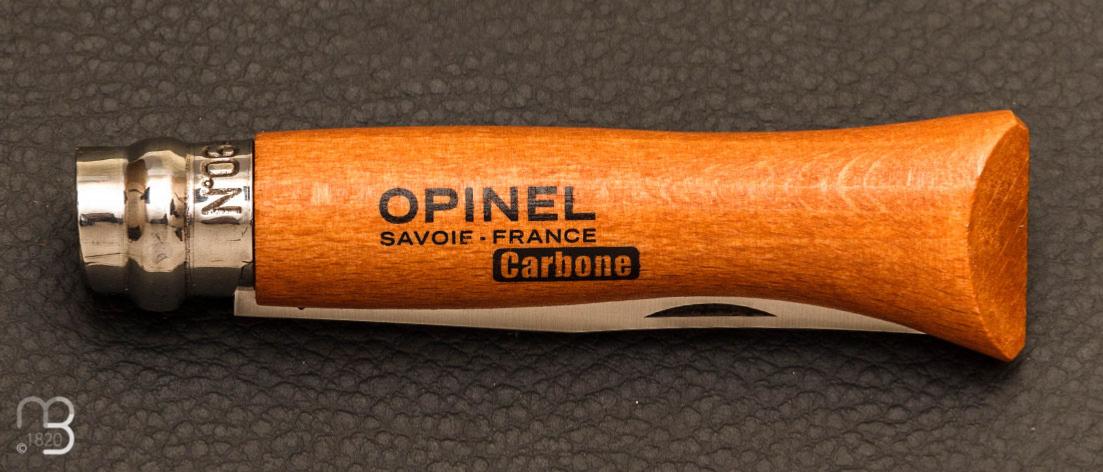 N°06
OPINEL
SAVOIE - FRANCE
Carbone
©1820